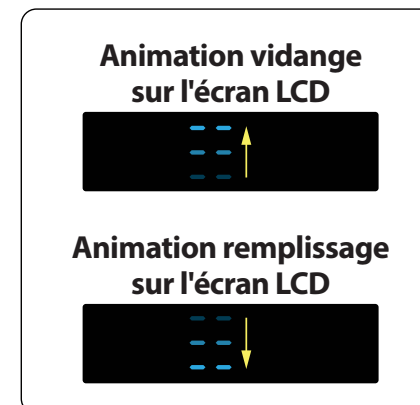 Animation vidange
sur l'écran LCD
Animation remplissage
sur l'écran LCD